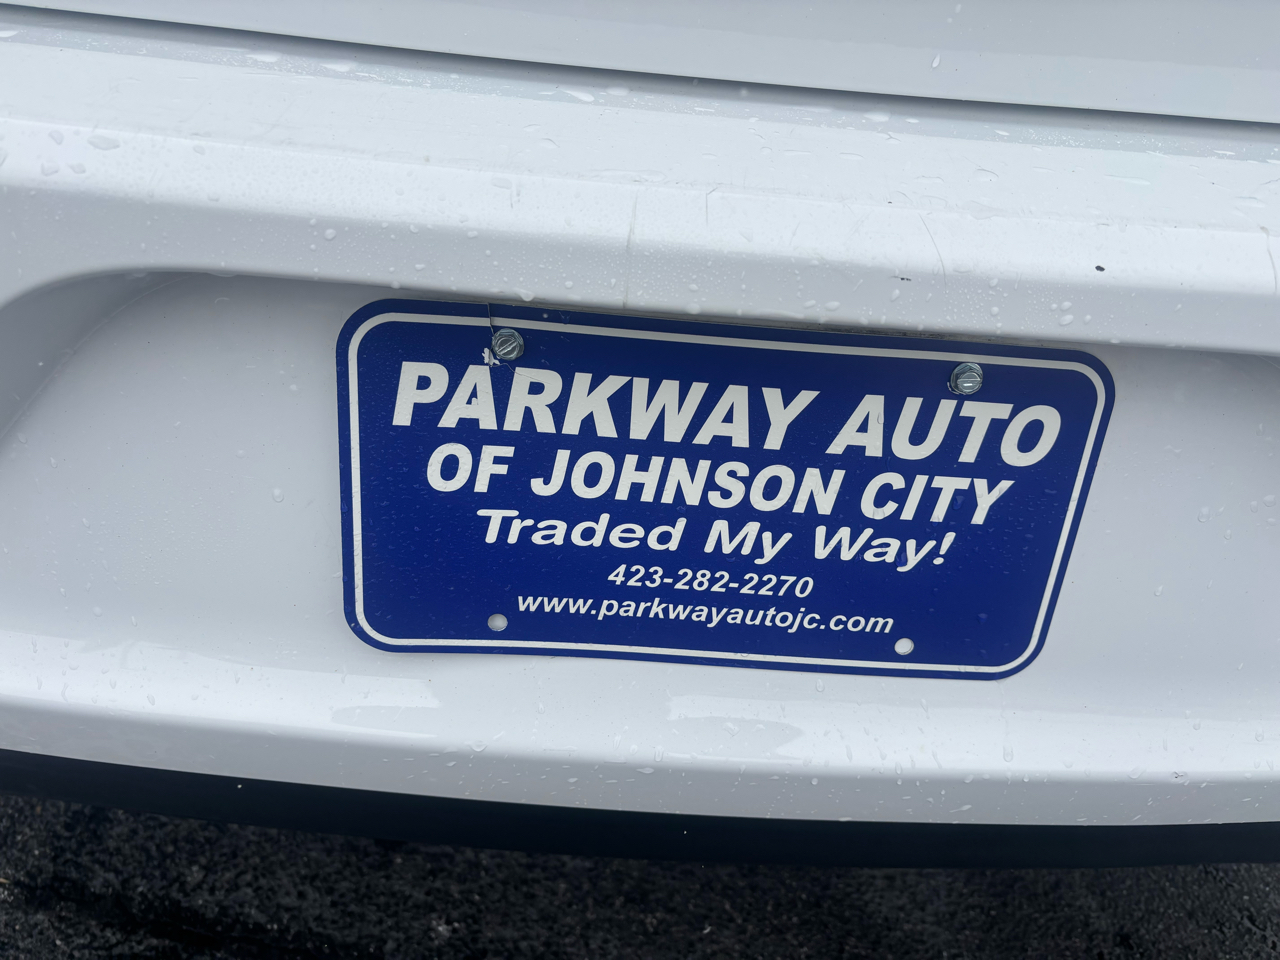 PARKWAY AUTO
OF JOHNSON CITY
Traded My Way!
423-282-2270
www.parkwayautojc.com